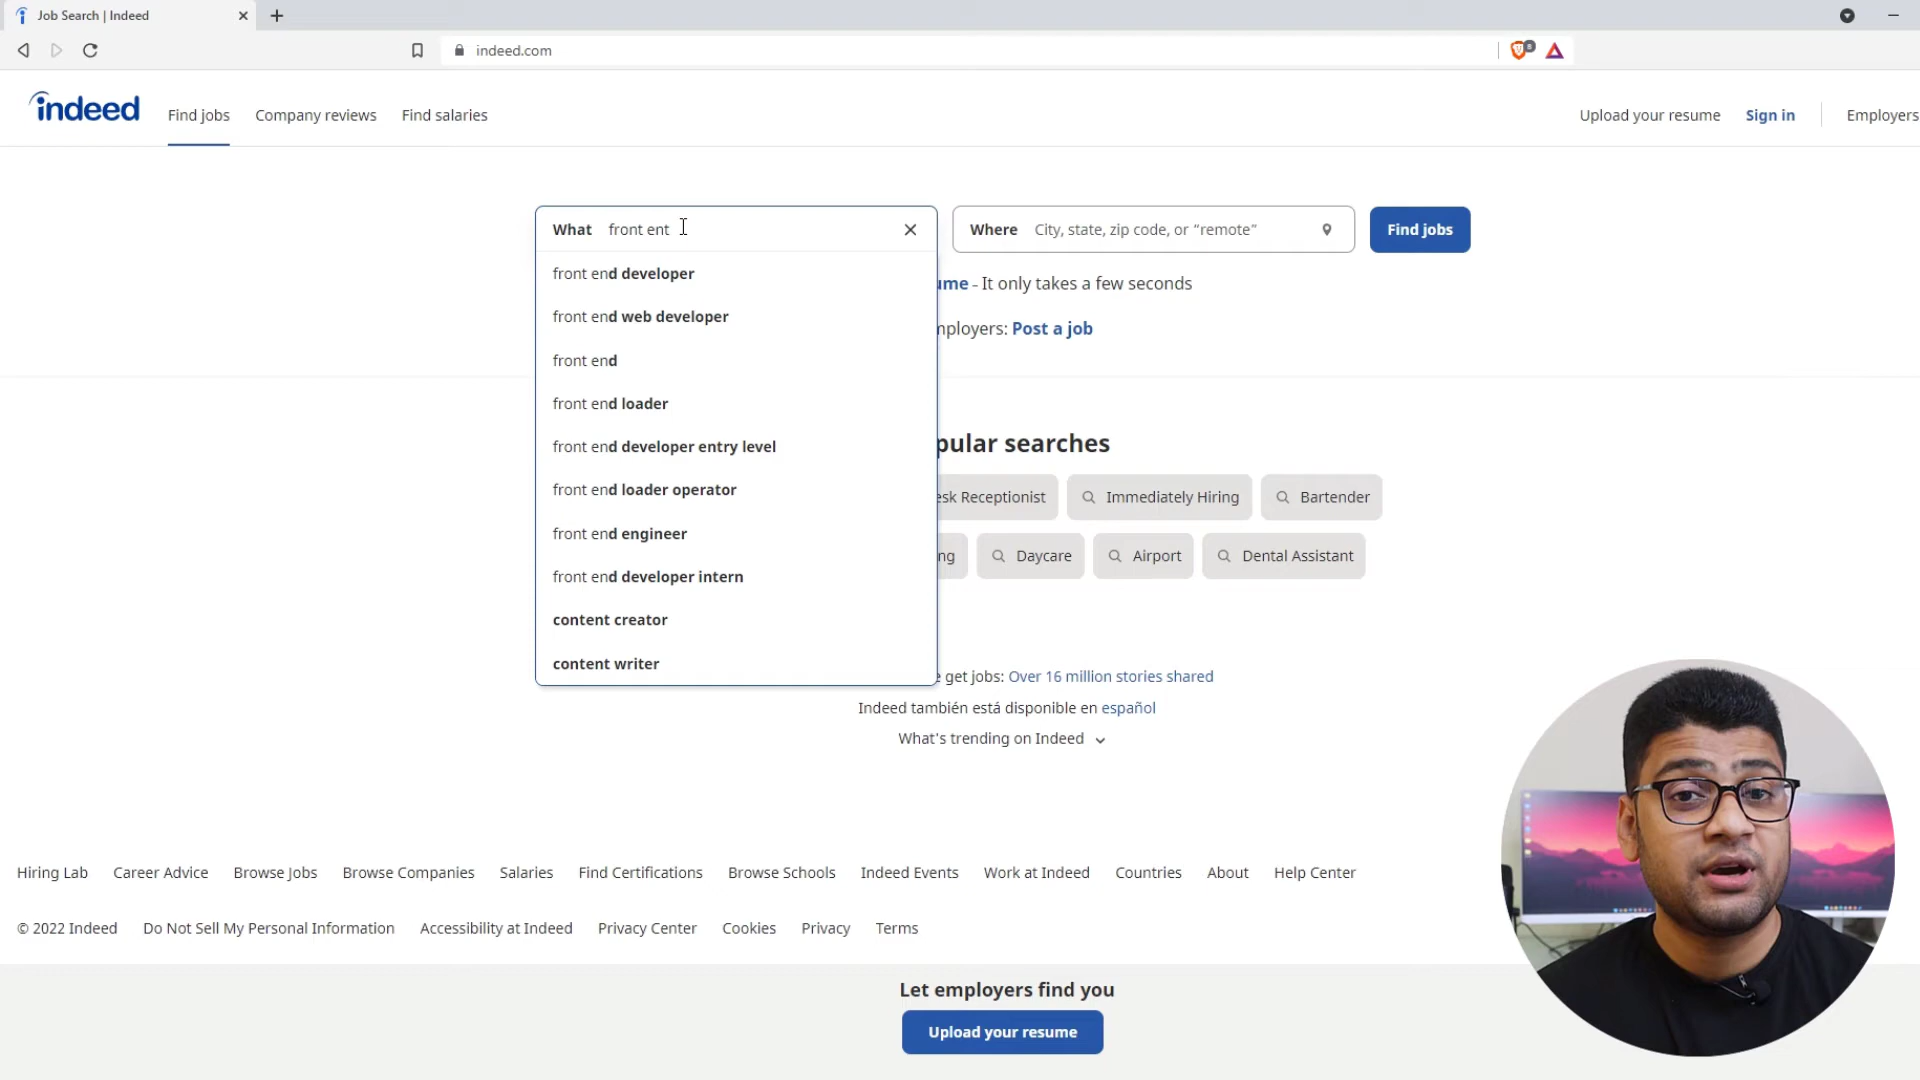 Job Search | Indeed
indeed.com
8
indeed
Find jobs
Company reviews
Find salaries
Upload your resume
Sign in
Employers
What front ent
Where City, state, zip code, or “remote”
Find jobs
front end developer
front end web developer
front end
front end loader
front end developer entry level
front end loader operator
front end engineer
front end developer intern
content creator
content writer
ume - It only takes a few seconds
mployers: Post a job
pular searches
esk Receptionist
Immediately Hiring
Bartender
ng
Daycare
Airport
Dental Assistant
e get jobs: Over 16 million stories shared
Indeed también está disponible en español
What's trending on Indeed
Hiring Lab Career Advice Browse Jobs Browse Companies Salaries Find Certifications Browse Schools Indeed Events Work at Indeed Countries About Help Center
© 2022 Indeed Do Not Sell My Personal Information Accessibility at Indeed Privacy Center Cookies Privacy Terms
Let employers find you
Upload your resume